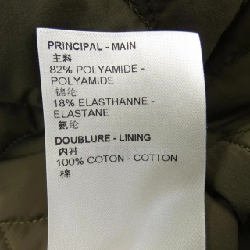 PRINCIPAL - MAIN
主料
82% POLYAMIDE -
POLYAMIDE
锦纶
18% ELASTHANNE -
ELASTANE
氨纶
DOUBLURE - LINING
内衬
100% COTON - COTTON
棉